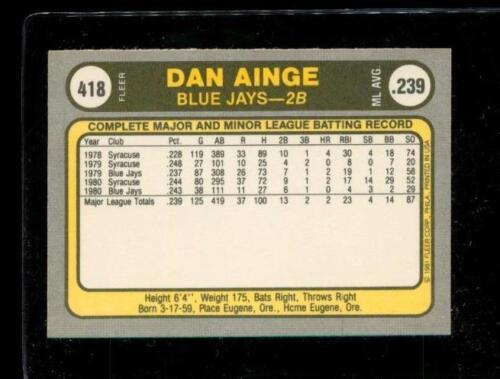 418
FLEER
DAN AINGE
BLUE JAYS—2B
ML AVG.
.239
COMPLETE MAJOR AND MINOR LEAGUE BATTING RECORD
Year Club Pct. G AB R H 2B 3B HR RBI SB BB SO
1978 Syracuse .228 119 389 33 89 10 1 4 30 4 18 74
1979 Syracuse .248 27 101 10 25 4 2 0 8 0 7 20
1979 Blue Jays .237 87 308 26 73 7 1 2 19 1 12 58
1980 Syracuse .244 80 295 37 72 9 1 2 17 14 29 52
1980 Blue Jays .243 38 111 11 27 6 1 0 4 3 2 29
Major League Totals .239 125 419 37 100 13 2 2 23 4 14 87
Height 6'4'', Weight 175, Bats Right, Throws Right
Born 3-17-59, Place Eugene, Ore., Home Eugene, Ore.
© 1981 FLEER CORP., PHILA. PRINTED IN USA